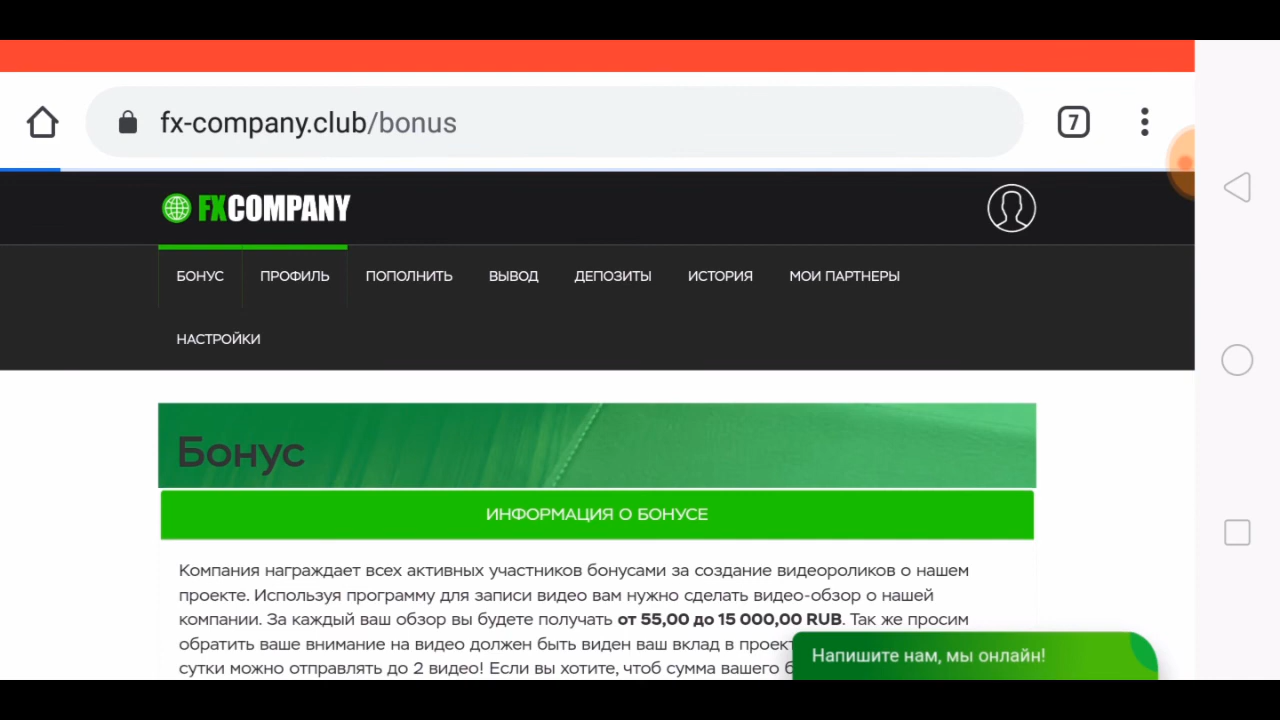 fx-company.club/bonus
7
FXCOMPANY
БОНУС ПРОФИЛЬ ПОПОЛНИТЬ ВЫВОД ДЕПОЗИТЫ ИСТОРИЯ МОИ ПАРТНЕРЫ
НАСТРОЙКИ
Бонус
ИНФОРМАЦИЯ О БОНУСЕ
Компания награждает всех активных участников бонусами за создание видеороликов о нашем
проекте. Используя программу для записи видео вам нужно сделать видео-обзор о нашей
компании. За каждый ваш обзор вы будете получать от 55,00 до 15 000,00 RUB. Так же просим
обратить ваше внимание на видео должен быть виден ваш вклад в проект
сутки можно отправлять до 2 видео! Если вы хотите, чтоб сумма вашего б
Напишите нам, мы онлайн!